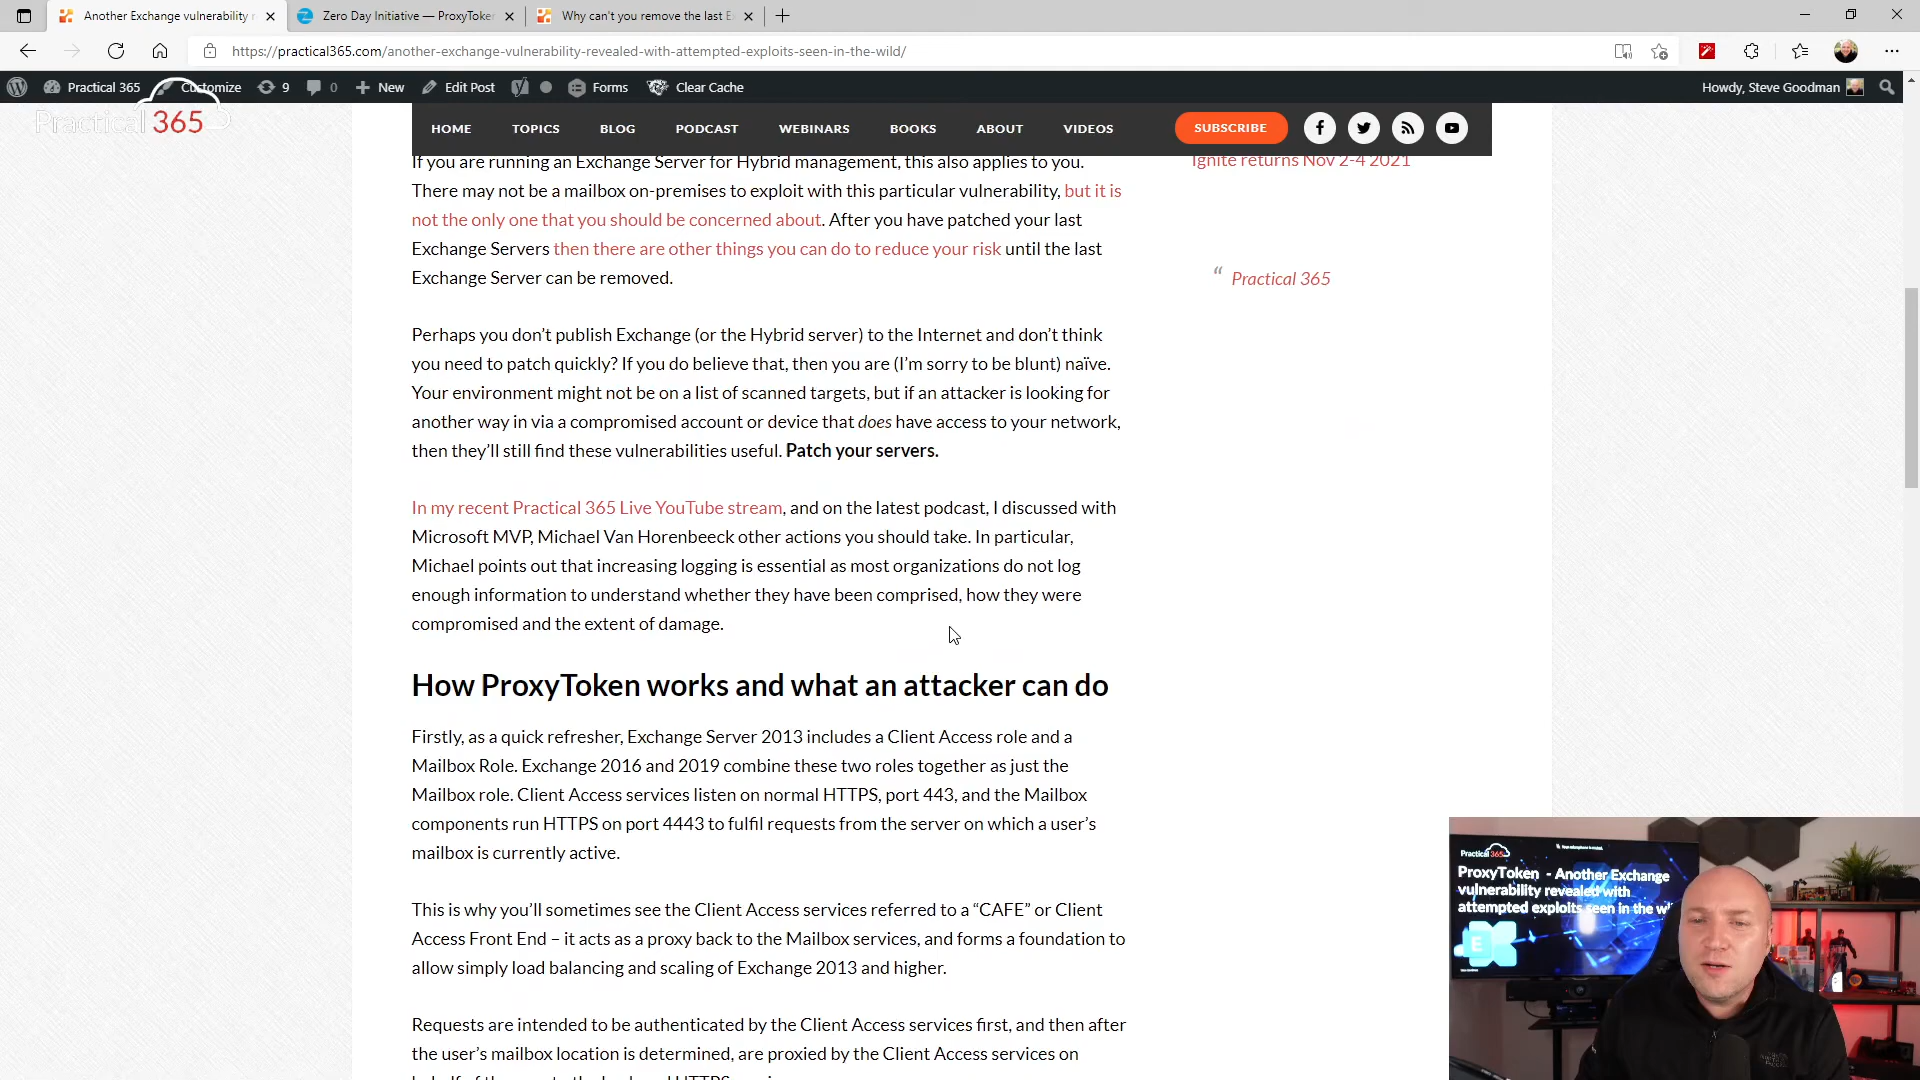 Another Exchange vulnerability r
Zero Day Initiative — ProxyToken
Why can't you remove the last E
https://practical365.com/another-exchange-vulnerability-revealed-with-attempted-exploits-seen-in-the-wild/
Practical 365
Customize
9
0
New
Edit Post
Forms
Clear Cache
Howdy, Steve Goodman
Practical 365
HOME
TOPICS
BLOG
PODCAST
WEBINARS
BOOKS
ABOUT
VIDEOS
SUBSCRIBE
If you are running an Exchange Server for Hybrid management, this also applies to you.
There may not be a mailbox on-premises to exploit with this particular vulnerability, but it is
not the only one that you should be concerned about. After you have patched your last
Exchange Servers then there are other things you can do to reduce your risk until the last
Exchange Server can be removed.
Ignite returns Nov 2-4 2021
“ Practical 365
Perhaps you don’t publish Exchange (or the Hybrid server) to the Internet and don’t think
you need to patch quickly? If you do believe that, then you are (I’m sorry to be blunt) naïve.
Your environment might not be on a list of scanned targets, but if an attacker is looking for
another way in via a compromised account or device that does have access to your network,
then they’ll still find these vulnerabilities useful. Patch your servers.
In my recent Practical 365 Live YouTube stream, and on the latest podcast, I discussed with
Microsoft MVP, Michael Van Horenbeeck other actions you should take. In particular,
Michael points out that increasing logging is essential as most organizations do not log
enough information to understand whether they have been comprised, how they were
compromised and the extent of damage.
How ProxyToken works and what an attacker can do
Firstly, as a quick refresher, Exchange Server 2013 includes a Client Access role and a
Mailbox Role. Exchange 2016 and 2019 combine these two roles together as just the
Mailbox role. Client Access services listen on normal HTTPS, port 443, and the Mailbox
components run HTTPS on port 4443 to fulfil requests from the server on which a user’s
mailbox is currently active.
This is why you’ll sometimes see the Client Access services referred to a “CAFE” or Client
Access Front End – it acts as a proxy back to the Mailbox services, and forms a foundation to
allow simply load balancing and scaling of Exchange 2013 and higher.
Requests are intended to be authenticated by the Client Access services first, and then after
the user’s mailbox location is determined, are proxied by the Client Access services on
Practical 365
ProxyToken - Another Exchange
vulnerability revealed with
attempted exploits seen in the wi
E